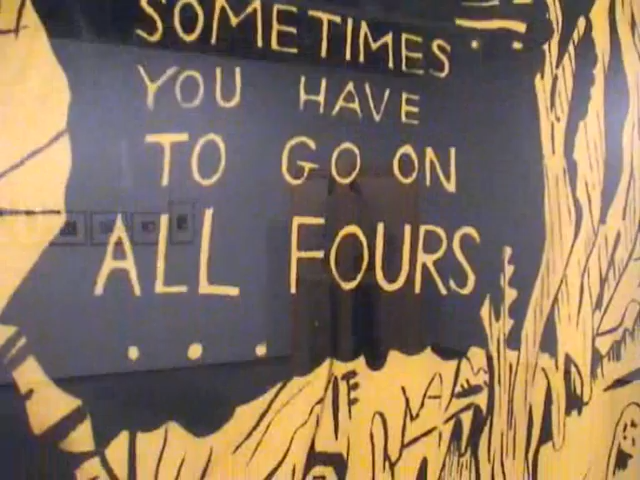 SOMETIMES
YOU HAVE
TO GO ON
ALL FOURS
...